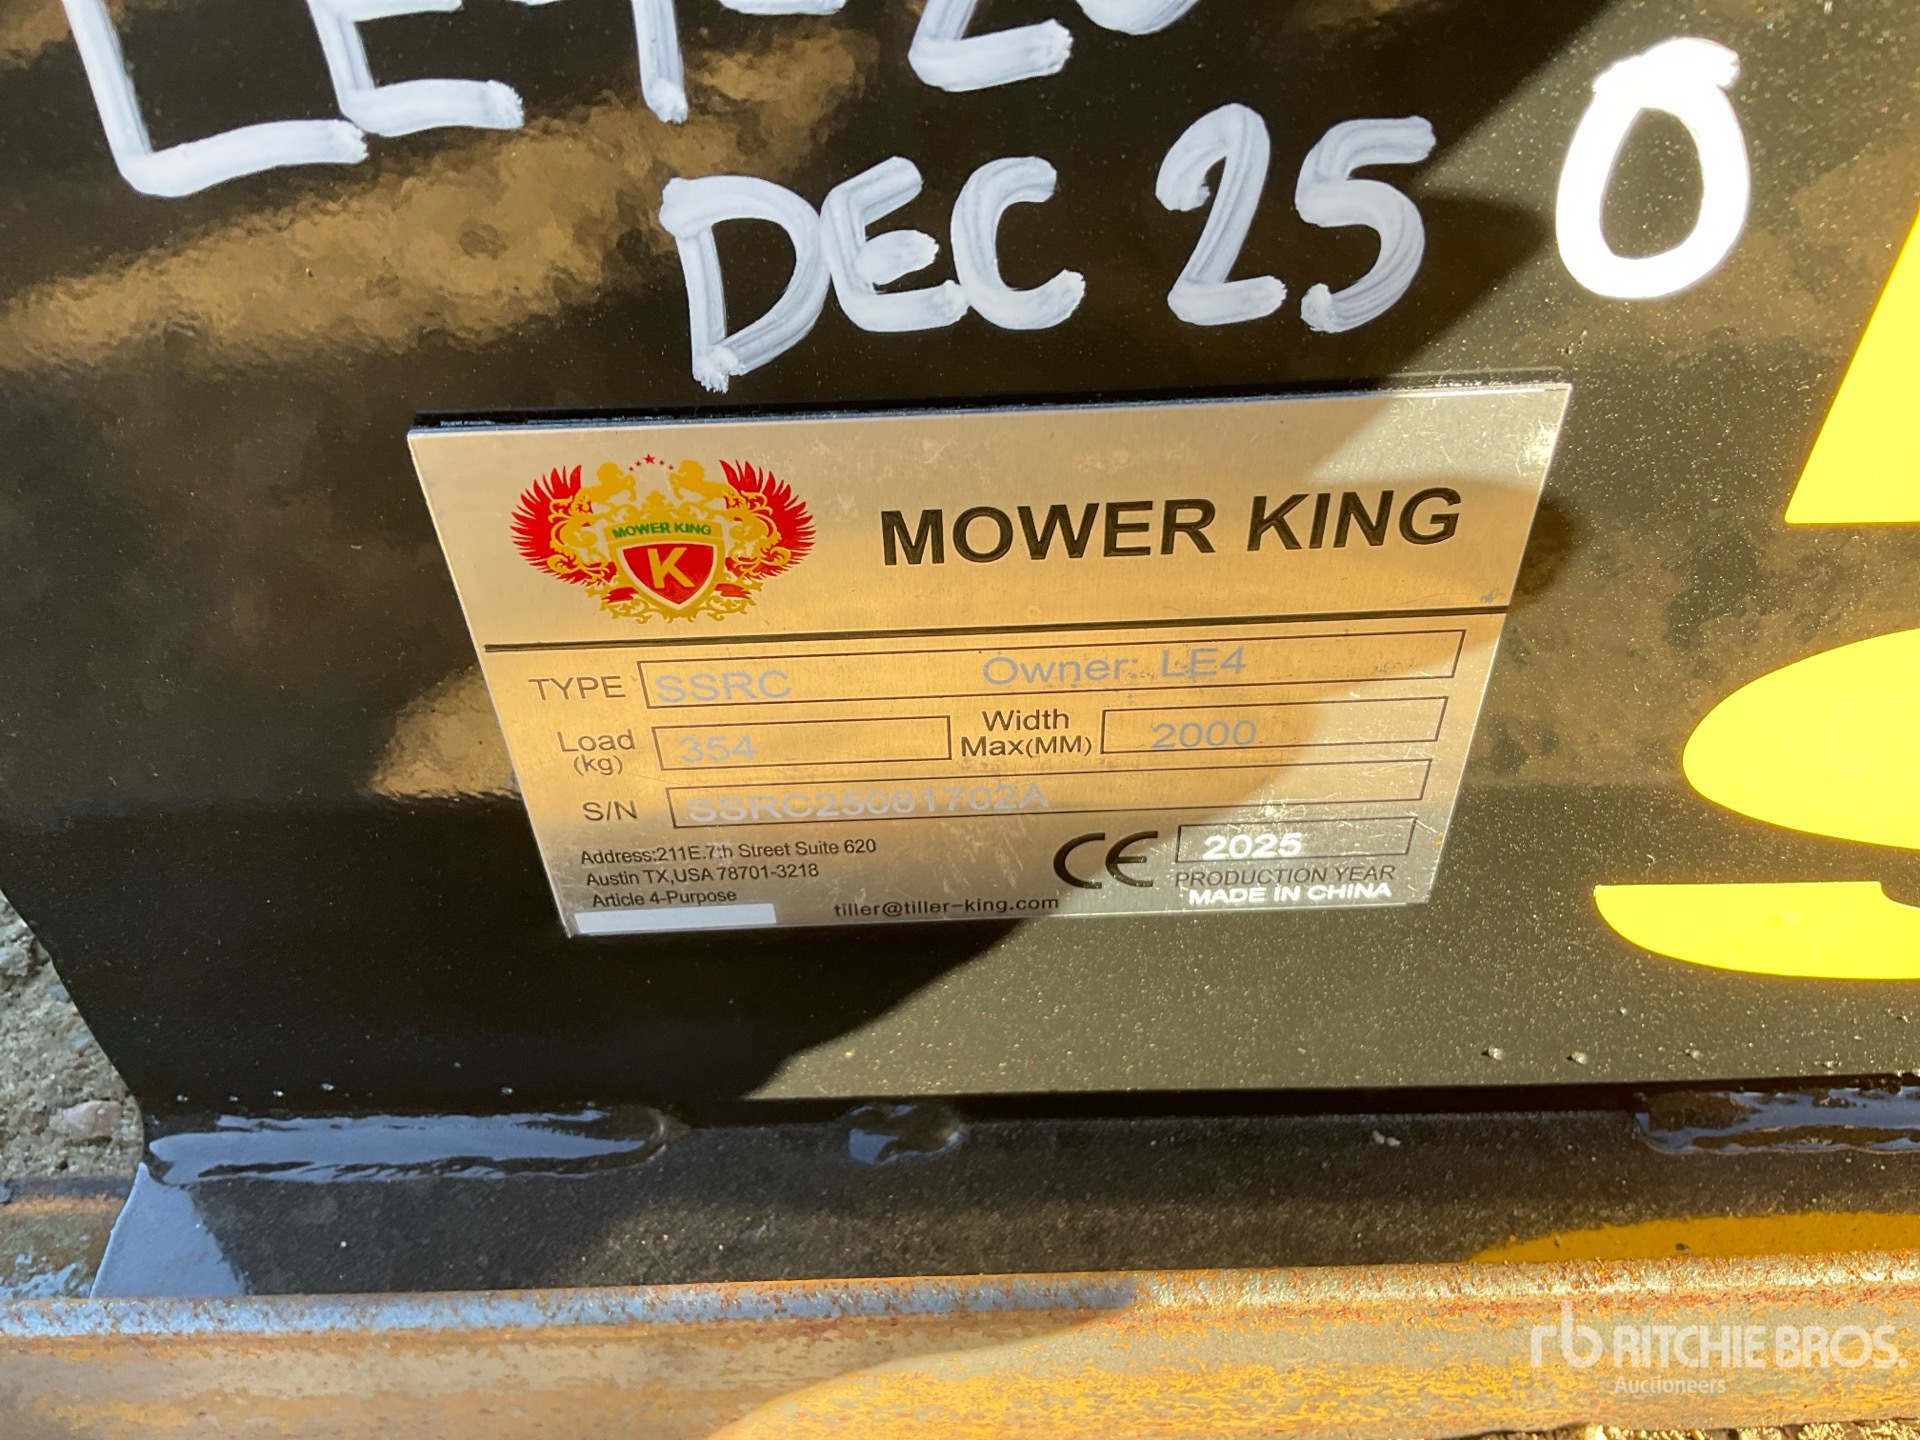 DEC 25
0
MOWER KING
K
MOWER KING
TYPE SSRC Owner: LE4
Load (kg) 354 Width Max(MM) 2000
S/N SSRC25081702A
Address:211E.7th Street Suite 620
Austin TX,USA 78701-3218
Article 4-Purpose
tiller@tiller-king.com
CE 2025
PRODUCTION YEAR
MADE IN CHINA
rb RITCHIE BROS.
Auctioneers